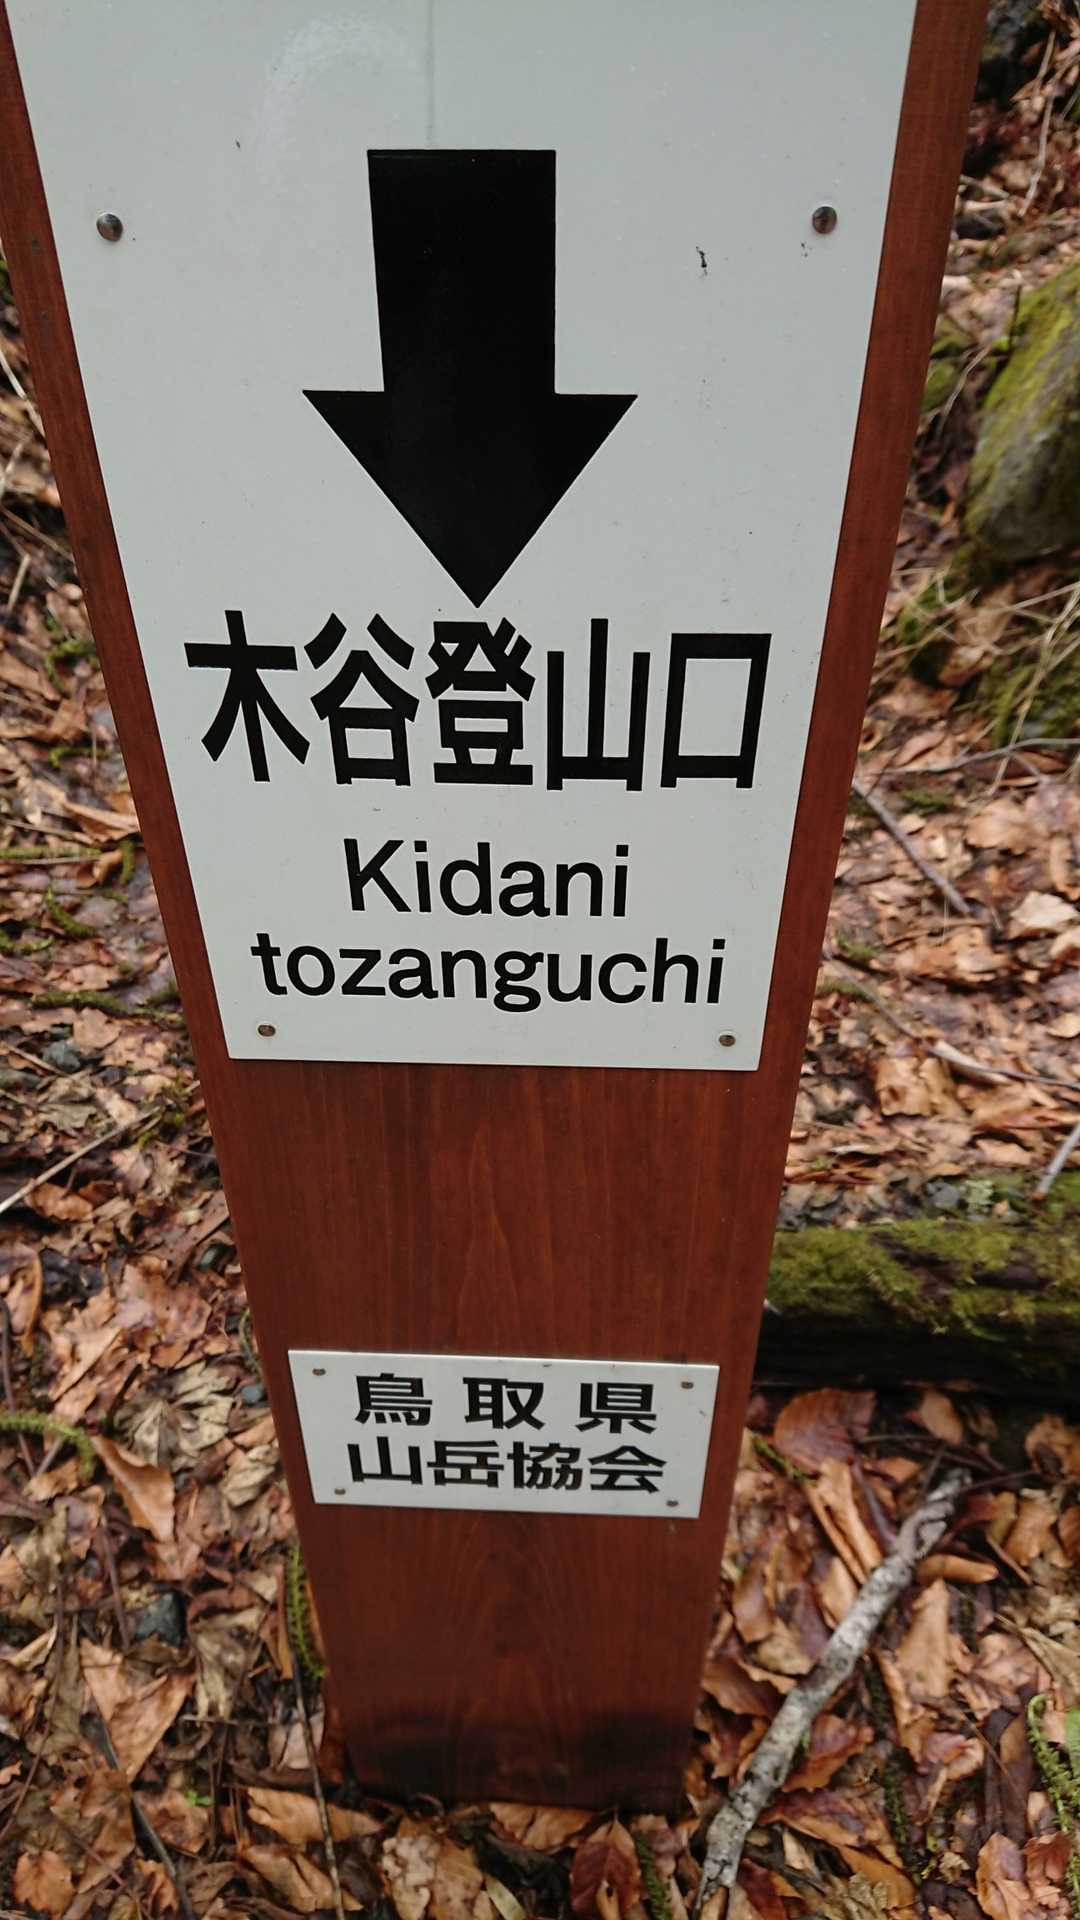 木谷登山口
Kidani
tozanguchi
鳥取県
山岳協会